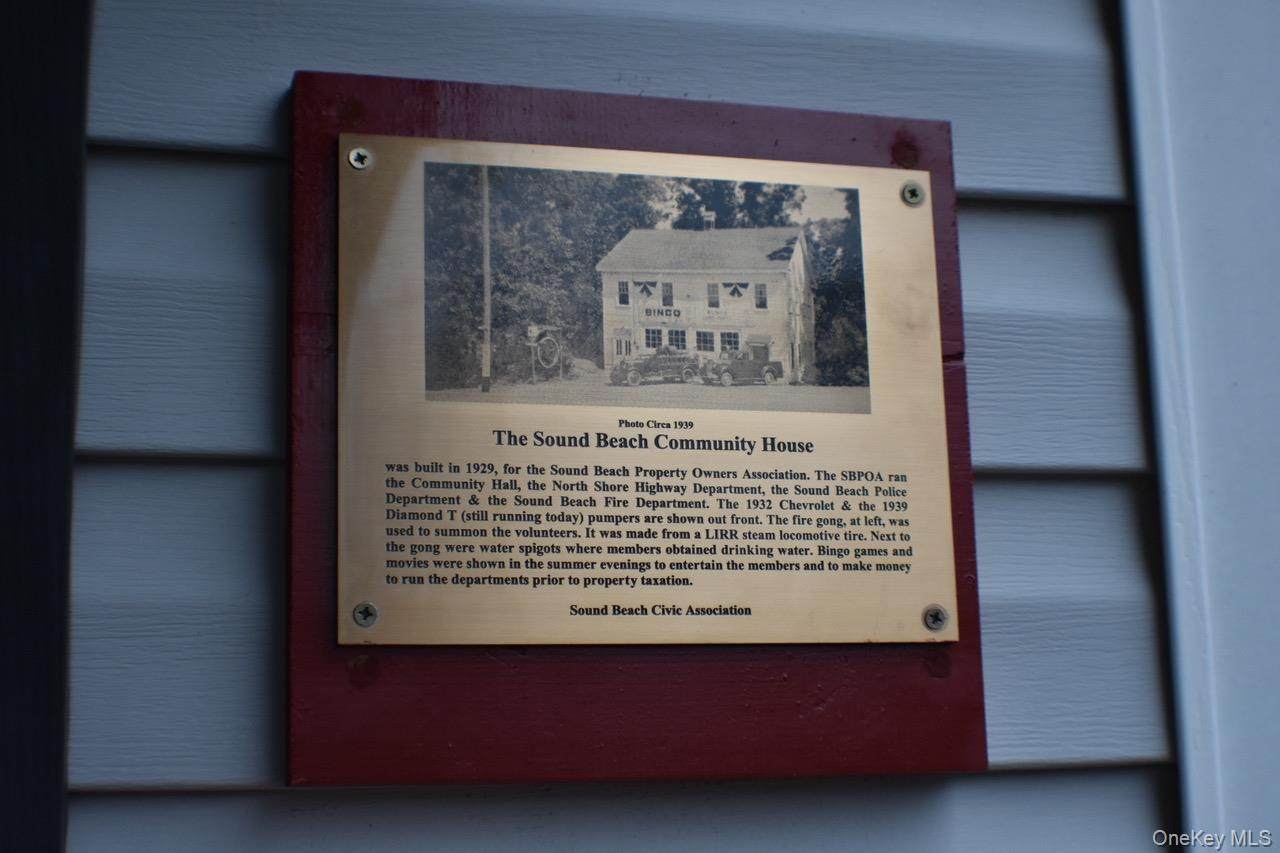 BINGO
Photo Circa 1939
The Sound Beach Community House
was built in 1929, for the Sound Beach Property Owners Association. The SBPOA ran
the Community Hall, the North Shore Highway Department, the Sound Beach Police
Department & the Sound Beach Fire Department. The 1932 Chevrolet & the 1939
Diamond T (still running today) pumpers are shown out front. The fire gong, at left, was
used to summon the volunteers. It was made from a LIRR steam locomotive tire. Next to
the gong were water spigots where members obtained drinking water. Bingo games and
movies were shown in the summer evenings to entertain the members and to make money
to run the departments prior to property taxation.
Sound Beach Civic Association
OneKey MLS